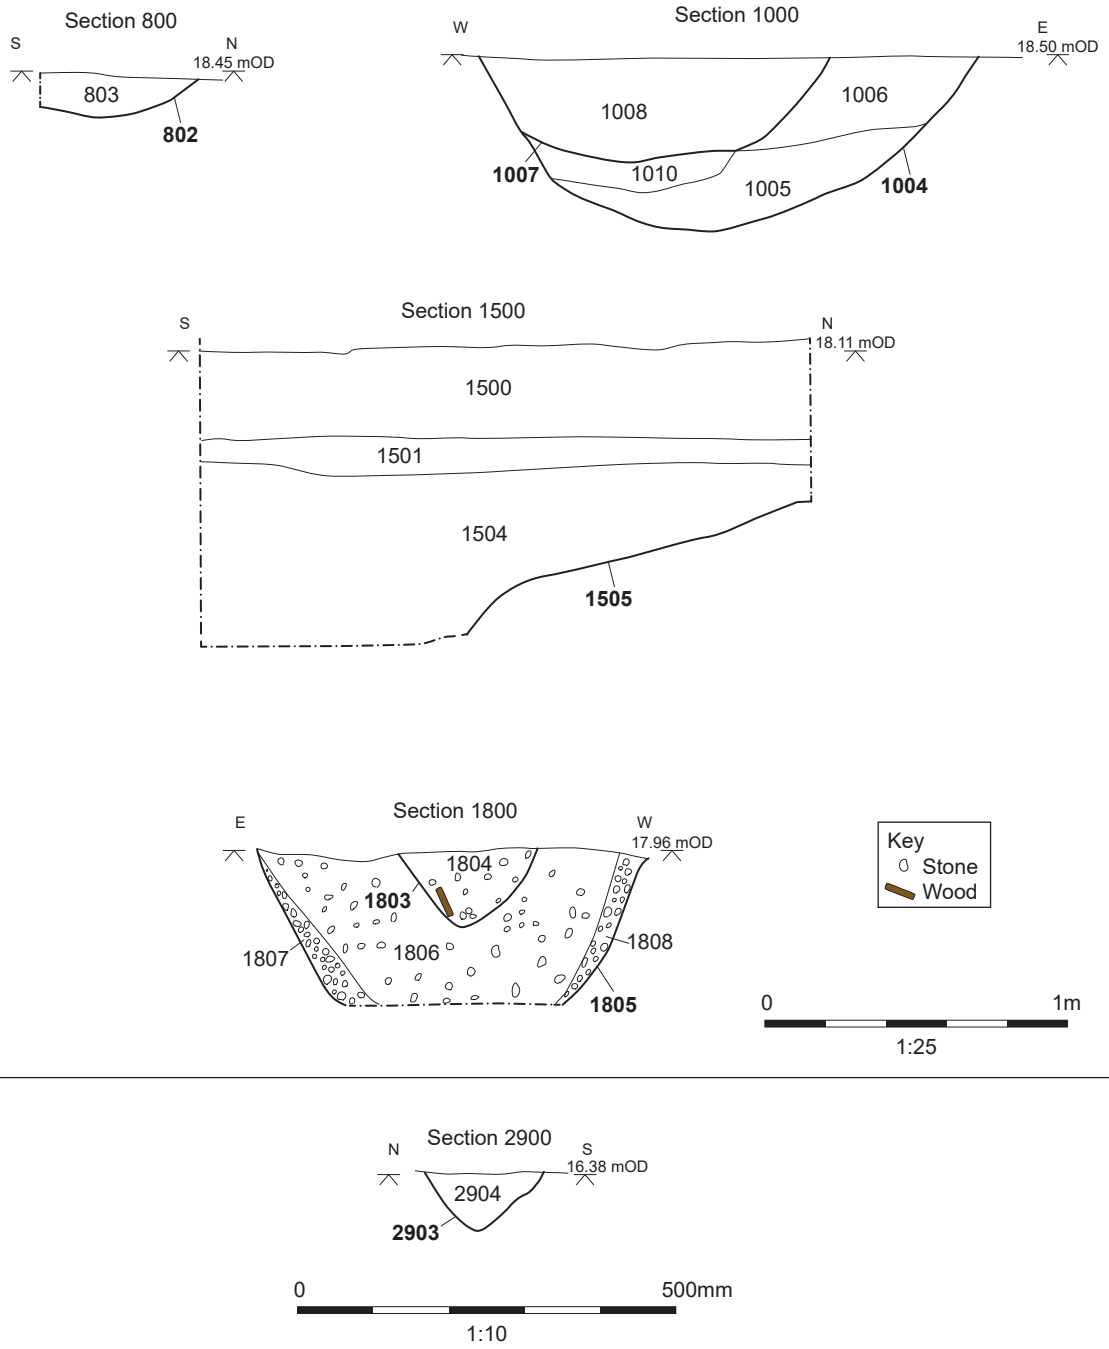 Section 800
S
N
18.45 mOD
803
802
Section 1000
W
E
18.50 mOD
1008
1006
1007
1010
1005
1004
Section 1500
S
N
18.11 mOD
1500
1501
1504
1505
Section 1800
E
W
17.96 mOD
1804
1803
1807
1806
1808
1805
Key
Stone
Wood
0
1m
1:25
Section 2900
N
S
16.38 mOD
2904
2903
0
500mm
1:10